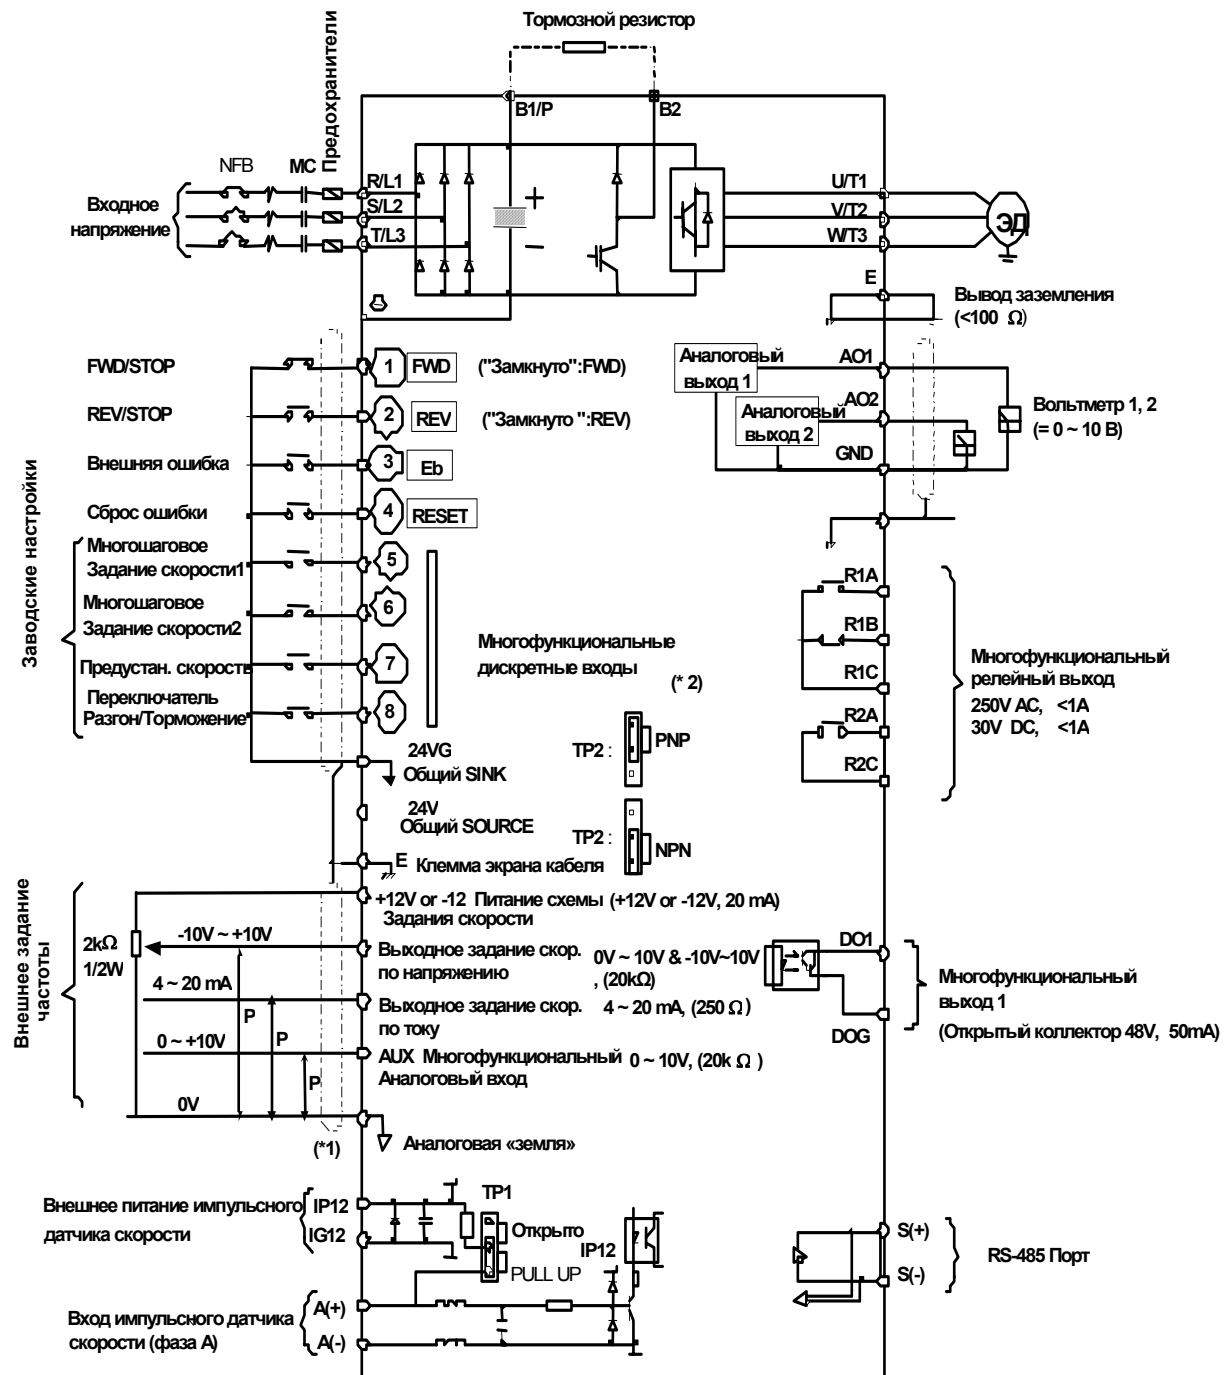 Тормозной резистор
Предохранители
B1/P
B2
NFB
MC
R/L1
S/L2
T/L3
Входное
напряжение
+
−
U/T1
V/T2
W/T3
ЭД
E
Вывод заземления
(<100 Ω)
FWD/STOP
1
FWD
("Замкнуто":FWD)
REV/STOP
2
REV
("Замкнуто ":REV)
Внешняя ошибка
3
Eb
Сброс ошибки
4
RESET
Заводские настройки
Многошаговое
Задание скорости1
5
Многошаговое
Задание скорости2
6
Предустан. скорость
7
Переключатель
Разгон/Торможение
8
Многофункциональные
дискретные входы
(* 2)
24VG
Общий SINK
24V
Общий SOURCE
TP2 :
PNP
TP2 :
NPN
E Клемма экрана кабеля
Аналоговый
выход 1
AO1
Аналоговый
выход 2
AO2
GND
Вольтметр 1, 2
(= 0 ~ 10 В)
R1A
R1B
R1C
R2A
R2C
Многофункциональный
релейный выход
250V AC, <1A
30V DC, <1A
Внешнее задание
частоты
2kΩ
1/2W
+12V or -12 Питание схемы (+12V or -12V, 20 mA)
Задания скорости
-10V ~ +10V
Выходное задание скор.
по напряжению
0V ~ 10V & -10V~10V
, (20kΩ)
4 ~ 20 mA
Выходное задание скор.
по току
4 ~ 20 mA, (250 Ω )
P
P
0 ~ +10V
AUX Многофункциональный
Аналоговый вход
0 ~ 10V, (20k Ω )
P
0V
(*1)
Аналоговая «земля»
DO1
DOG
Многофункциональный
выход 1
(Открытый коллектор 48V, 50mA)
Внешнее питание импульсного
датчика скорости
IP12
IG12
TP1
Открыто
IP12
PULL UP
Вход импульсного датчика
скорости (фаза А)
A(+)
A(-)
S(+)
S(-)
RS-485 Порт